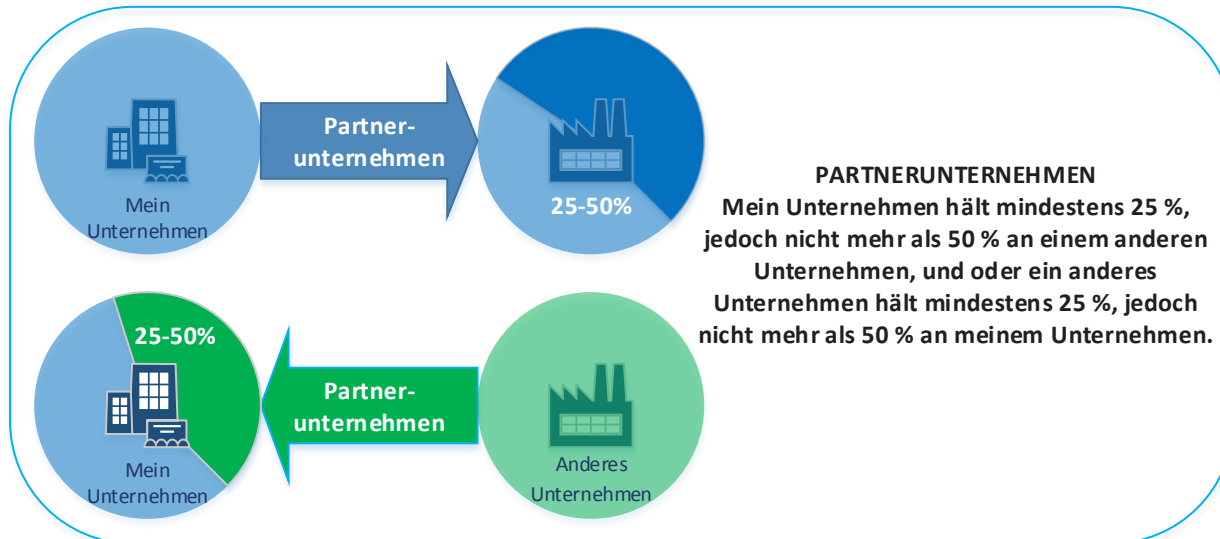 Partner-
unternehmen
Mein
Unternehmen
25-50%
PARTNERUNTERNEHMEN
Mein Unternehmen hält mindestens 25 %,
jedoch nicht mehr als 50 % an einem anderen
Unternehmen, und oder ein anderes
Unternehmen hält mindestens 25 %, jedoch
nicht mehr als 50 % an meinem Unternehmen.
25-50%
Mein
Unternehmen
Partner-
unternehmen
Anderes
Unternehmen